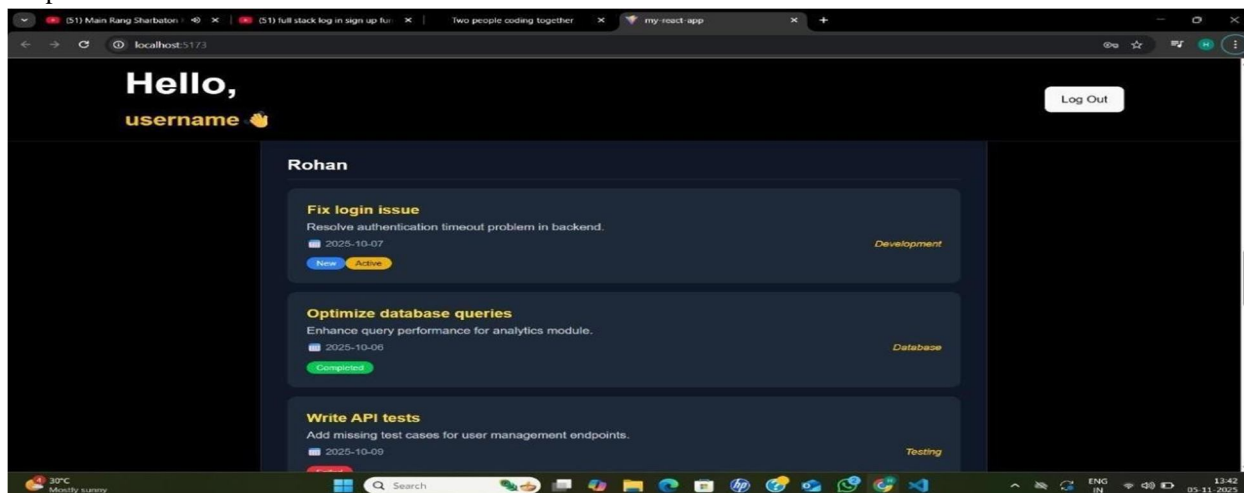 (51) Main Rang Sharbaton
(51) full stack log in sign up fun
Two people coding together
my-react-app
localhost:5173
Hello,
username 👋
Log Out
Rohan
Fix login issue
Resolve authentication timeout problem in backend.
2025-10-07
Development
New Active
Optimize database queries
Enhance query performance for analytics module.
2025-10-06
Database
Completed
Write API tests
Add missing test cases for user management endpoints.
2025-10-09
Testing
Failed
30°C
Mostly sunny
Search
ENG
IN
13:42
05-11-2025